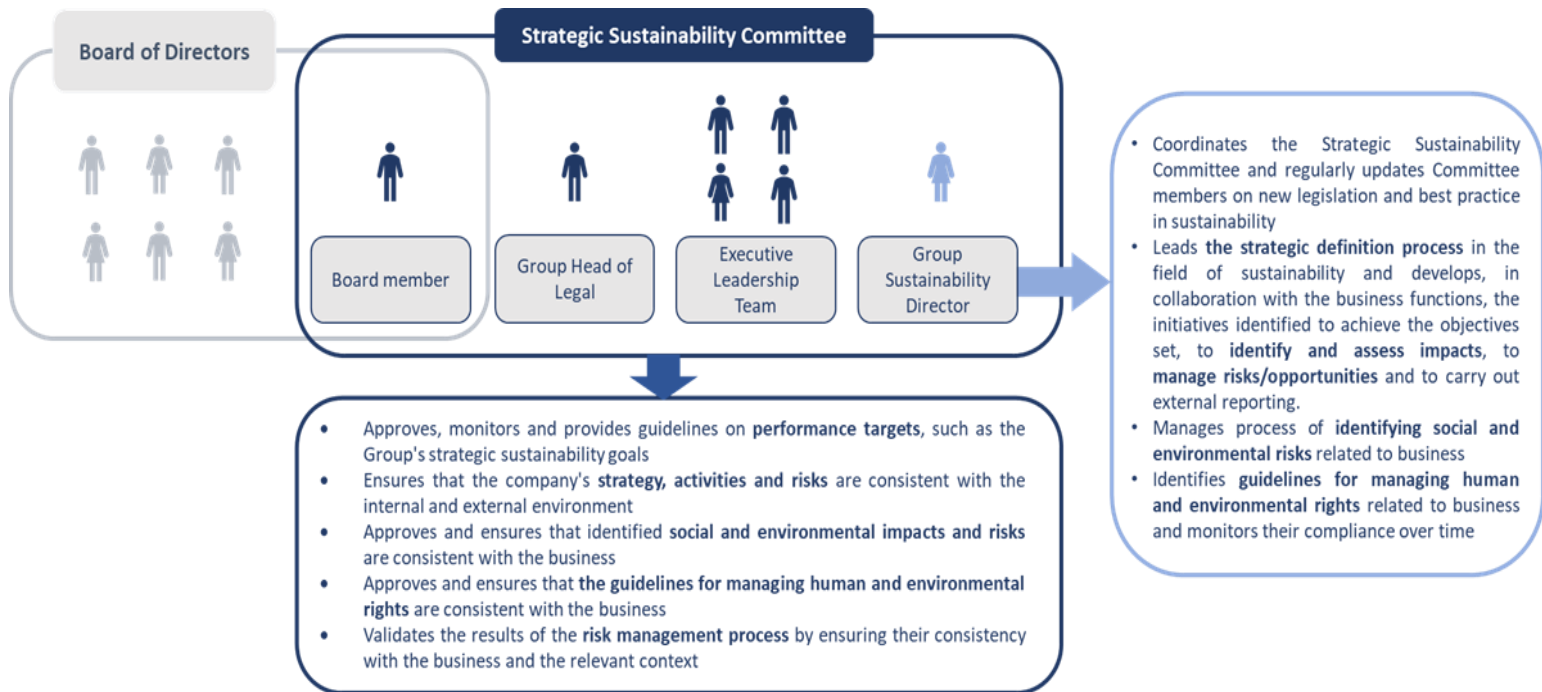 Board of Directors
Strategic Sustainability Committee
Board member
Group Head of
Legal
Executive
Leadership
Team
Group
Sustainability
Director
• Coordinates the Strategic Sustainability
Committee and regularly updates Committee
members on new legislation and best practice
in sustainability
• Leads the strategic definition process in the
field of sustainability and develops, in
collaboration with the business functions, the
initiatives identified to achieve the objectives
set, to identify and assess impacts, to
manage risks/opportunities and to carry out
external reporting.
• Manages process of identifying social and
environmental risks related to business
• Identifies guidelines for managing human
and environmental rights related to business
and monitors their compliance over time
• Approves, monitors and provides guidelines on performance targets, such as the
Group's strategic sustainability goals
• Ensures that the company's strategy, activities and risks are consistent with the
internal and external environment
• Approves and ensures that identified social and environmental impacts and risks
are consistent with the business
• Approves and ensures that the guidelines for managing human and environmental
rights are consistent with the business
• Validates the results of the risk management process by ensuring their consistency
with the business and the relevant context